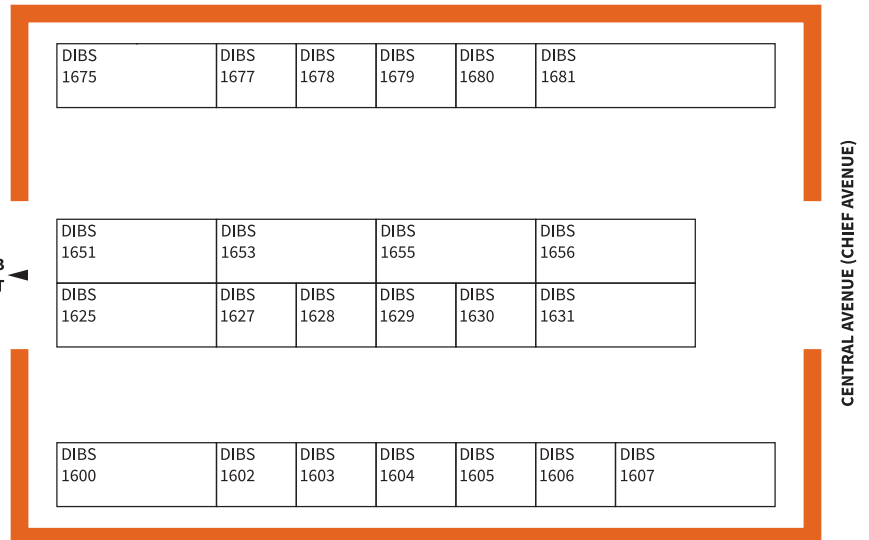 DIBS
1675
DIBS
1677
DIBS
1678
DIBS
1679
DIBS
1680
DIBS
1681
DIBS
1651
DIBS
1653
DIBS
1655
DIBS
1656
DIBS
1625
DIBS
1627
DIBS
1628
DIBS
1629
DIBS
1630
DIBS
1631
DIBS
1600
DIBS
1602
DIBS
1603
DIBS
1604
DIBS
1605
DIBS
1606
DIBS
1607
CENTRAL AVENUE (CHIEF AVENUE)